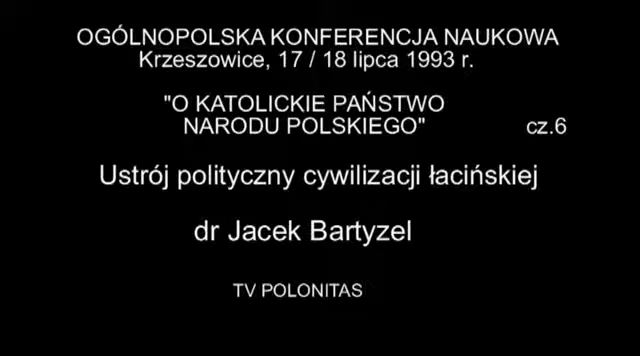 OGÓLNOPOLSKA KONFERENCJA NAUKOWA
Krzeszowice, 17 / 18 lipca 1993 r.
"O KATOLICKIE PAŃSTWO
NARODU POLSKIEGO" cz.6
Ustrój polityczny cywilizacji łacińskiej
dr Jacek Bartyzel
TV POLONITAS